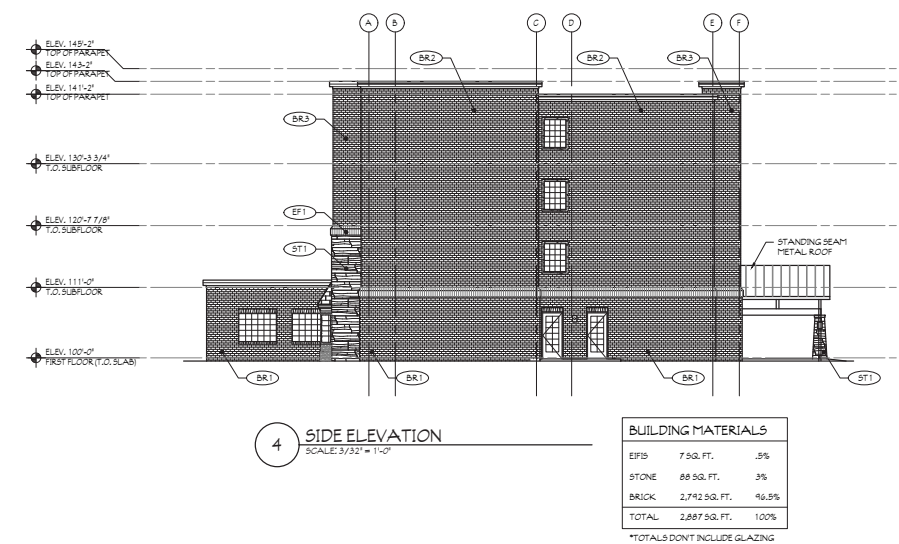 A B C D E F
ELEV. 145'-2"
TOP OF PARAPET
ELEV. 143'-2"
TOP OF PARAPET
ELEV. 141'-2"
TOP OF PARAPET
BR2 BR2 BR3
BR3
ELEV. 130'-3 3/4"
T.O. SUBFLOOR
ELEV. 120'-7 7/8"
T.O. SUBFLOOR
EF1
ST1
STANDING SEAM
METAL ROOF
ELEV. 111'-0"
T.O. SUBFLOOR
ELEV. 100'-0"
FIRST FLOOR (T.O. SLAB)
BR1 BR1 BR1 ST1
4 SIDE ELEVATION
SCALE: 3/32" = 1'-0"
BUILDING MATERIALS
EIFIS 7 SQ. FT. .5%
STONE 88 SQ. FT. 3%
BRICK 2,792 SQ. FT. 96.5%
TOTAL 2,887 SQ. FT. 100%
*TOTALS DON'T INCLUDE GLAZING